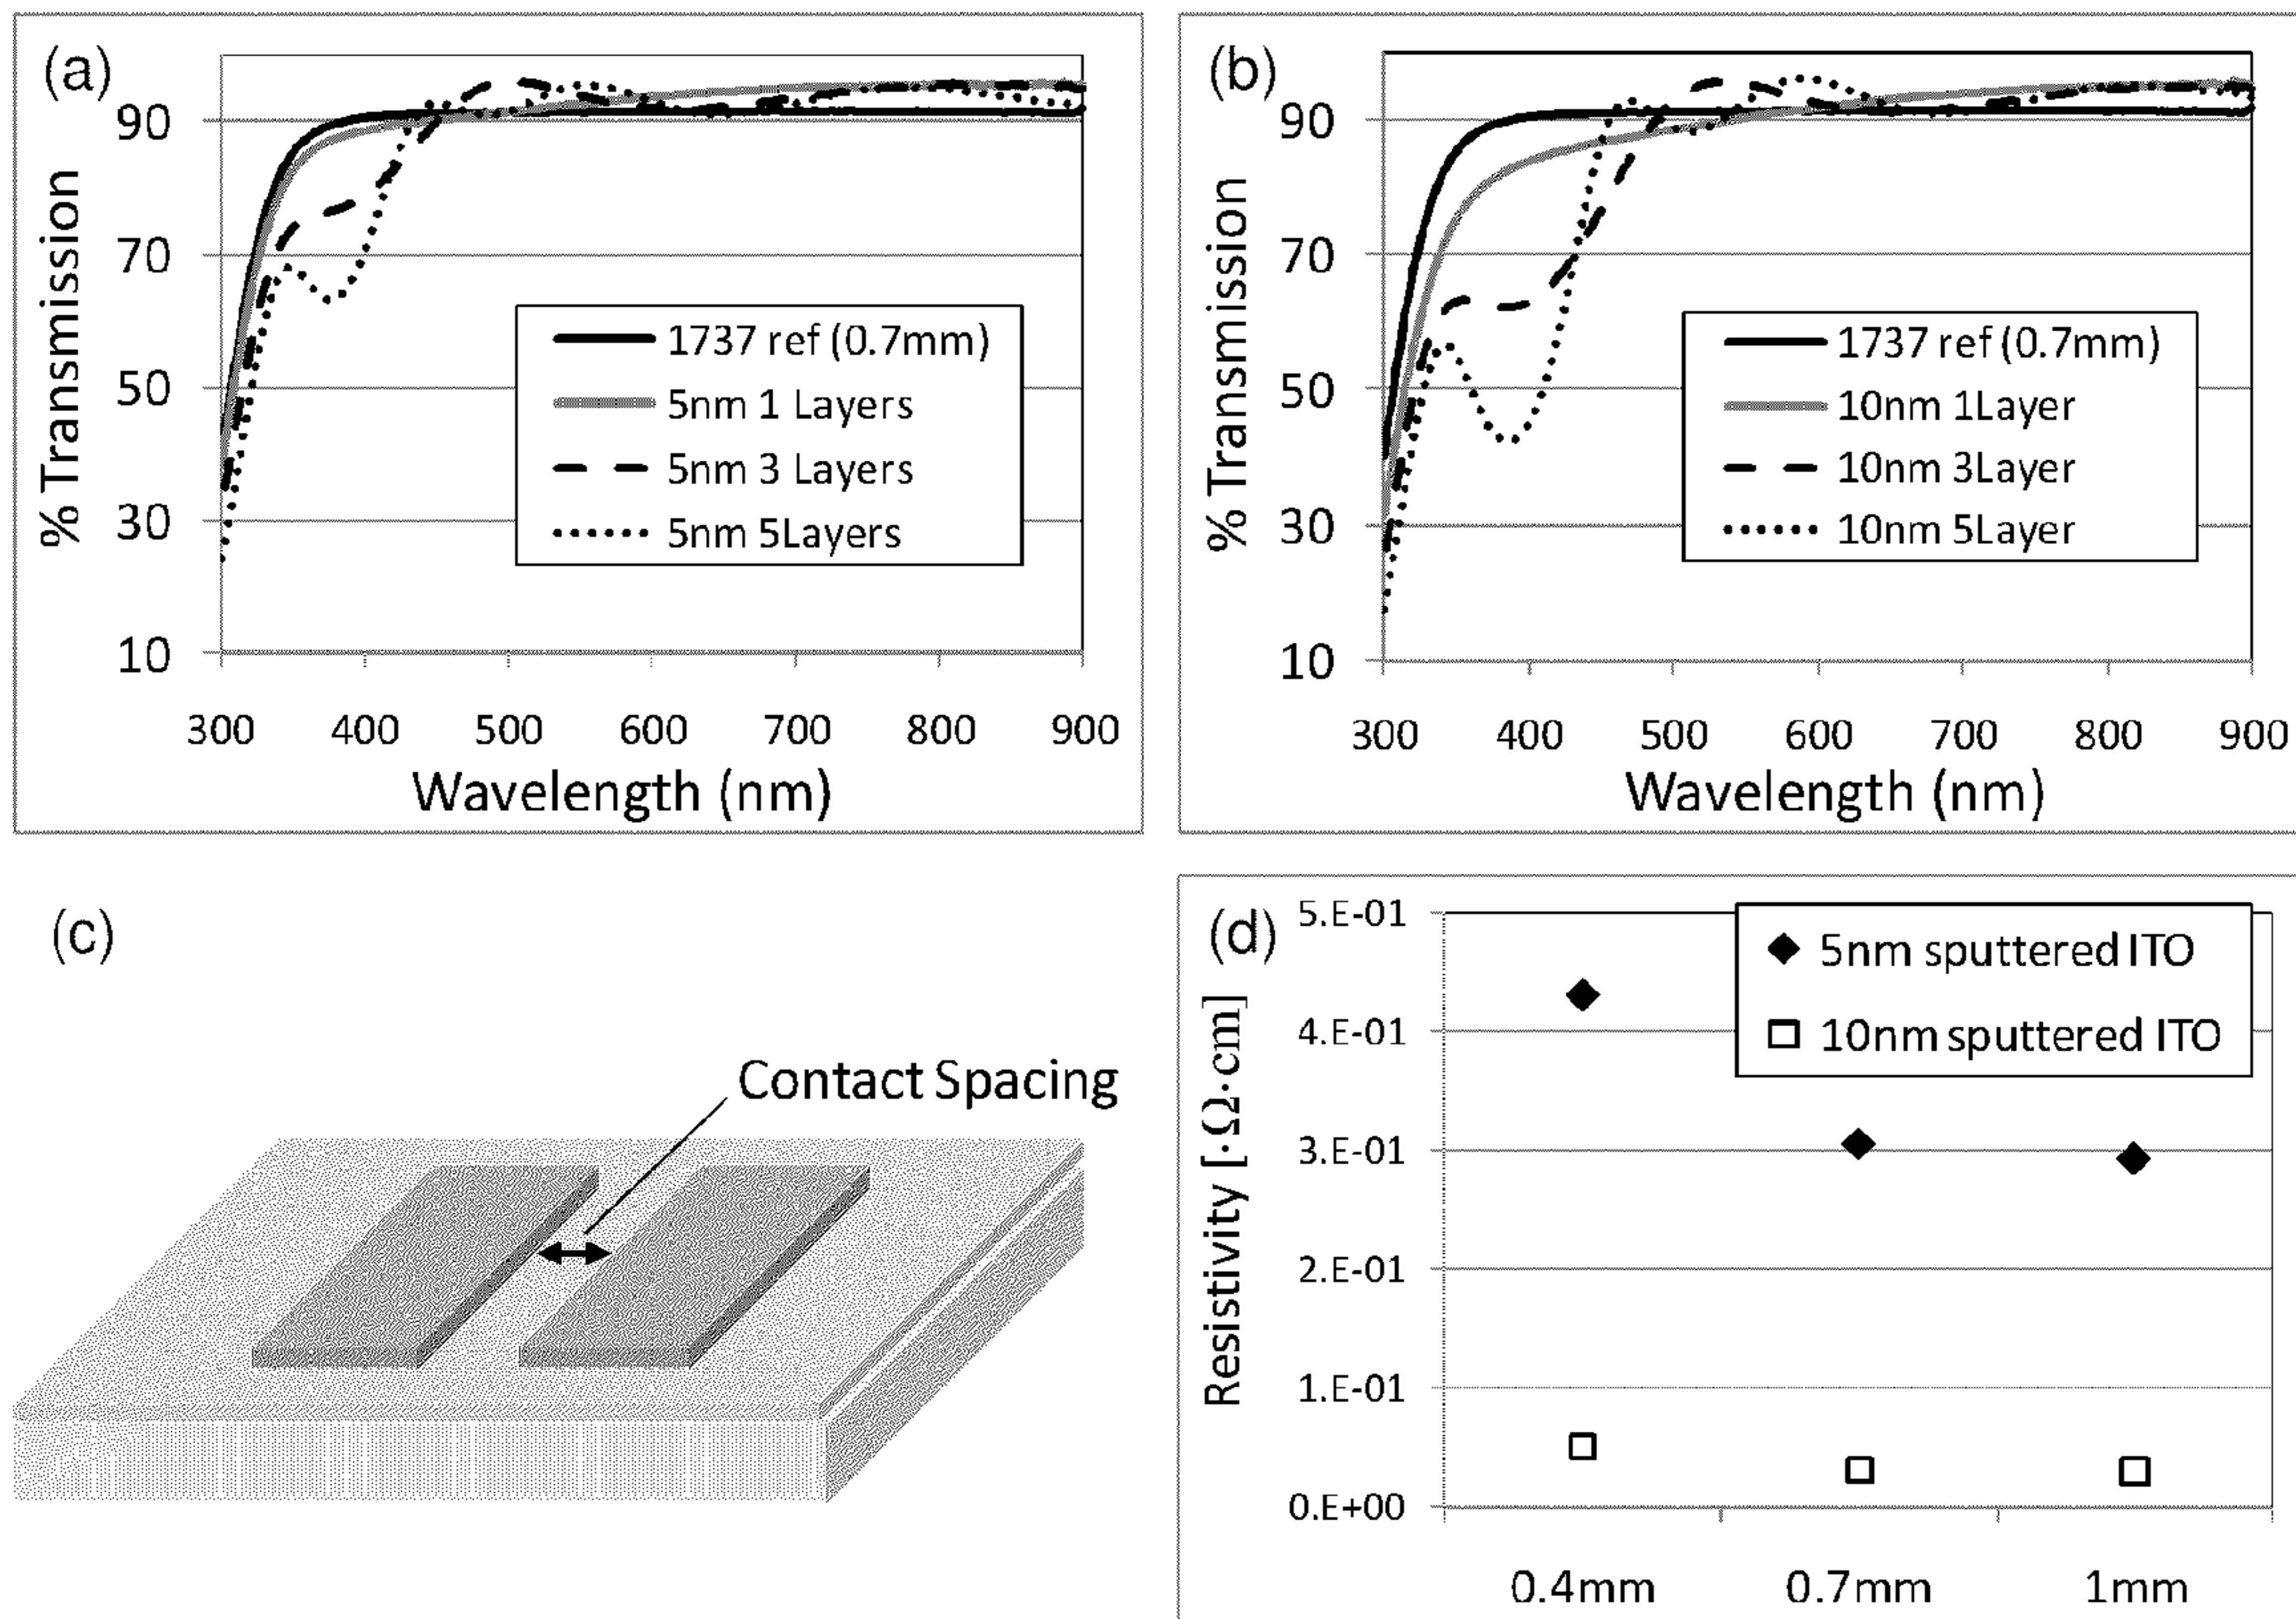 (a)
90
70
50
30
10
% Transmission
1737 ref (0.7mm)
5nm 1 Layers
5nm 3 Layers
5nm 5Layers
300 400 500 600 700 800 900
Wavelength (nm)
(b)
90
70
50
30
10
% Transmission
1737 ref (0.7mm)
10nm 1Layer
10nm 3Layer
10nm 5Layer
300 400 500 600 700 800 900
Wavelength (nm)
(c)
Contact Spacing
(d)
5.E-01
4.E-01
3.E-01
2.E-01
1.E-01
0.E+00
Resistivity [·Ω·cm]
5nm sputtered ITO
10nm sputtered ITO
0.4mm 0.7mm 1mm